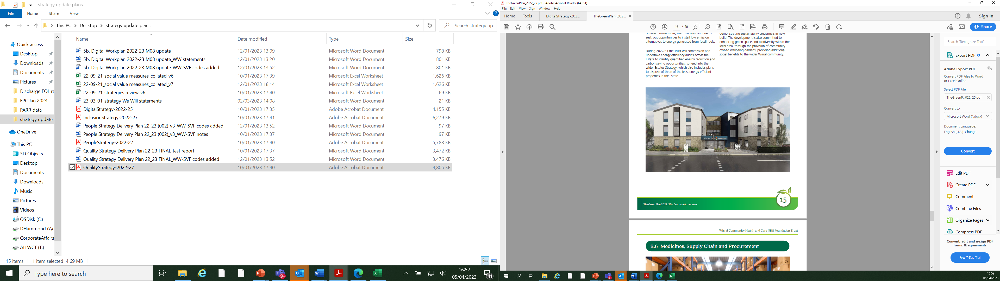 strategy update plans
File
Home
Share
View
This PC
Desktop
strategy update plans
Search strategy up...
Name
Date modified
Type
Size
Quick access
Desktop
Downloads
Documents
Pictures
Discharge EOL re
FPC Jan 2023
PARR data
strategy update
OneDrive
This PC
3D Objects
Desktop
Documents
Downloads
Music
Pictures
Videos
OSDisk (C:)
DHammond (\\c
CorporateAffairs
ALLWCT (T:)
5b. Digital Workplan 2022-23 M08 update 12/01/2023 13:09 Microsoft Word Document 798 KB
5b. Digital Workplan 2022-23 M08 update_WW statements 12/01/2023 13:20 Microsoft Word Document 801 KB
5b. Digital Workplan 2022-23 M08 update_WW-SVF codes added 12/01/2023 13:52 Microsoft Word Document 801 KB
22-09-21_social value measures_collated_v6 10/01/2023 17:39 Microsoft Excel Worksheet 1,626 KB
22-09-21_social value measures_collated_v7 12/01/2023 18:14 Microsoft Excel Worksheet 1,626 KB
22-09-21_strategies review_v6 10/01/2023 17:40 Microsoft Excel Worksheet 69 KB
23-03-01_strategy We Will statements 02/03/2023 14:08 Microsoft Word Document 21 KB
DigitalStrategy-2022-25 10/01/2023 17:35 Adobe Acrobat Document 4,155 KB
InclusionStrategy-2022-27 10/01/2023 17:41 Adobe Acrobat Document 6,279 KB
People Strategy Delivery Plan 22_23 (002)_v3_WW-SVF codes added 12/01/2023 13:52 Microsoft Word Document 97 KB
People Strategy Delivery Plan 22_23 (002)_v3_WW-SVF notes 10/01/2023 17:37 Microsoft Word Document 97 KB
PeopleStrategy-2022-27 10/01/2023 17:40 Adobe Acrobat Document 5,788 KB
Quality Strategy Delivery Plan 22_23 FINAL_test report 10/01/2023 17:37 Microsoft Word Document 3,472 KB
Quality Strategy Delivery Plan 22_23 FINAL_WW-SVF codes added 12/01/2023 13:52 Microsoft Word Document 3,476 KB
QualityStrategy-2022-27 10/01/2023 17:40 Adobe Acrobat Document 4,805 KB
15 items 1 item selected 4.69 MB
Type here to search
9+
16:52
05/04/2023
41
TheGreenPlan_2022_25.pdf - Adobe Acrobat Reader (64-bit)
File Edit View Sign Window Help
Home Tools DigitalStrategy-202... TheGreenPlan_202...
Sign In
16 / 20
Share
on year. Furthermore, the Trust will continue to
seek out opportunities to install low emission
alternatives to energy generated from fossil fuels.
During 2022/23 the Trust will commission and
undertake energy efficiency audits across the
Estate to identify quantified energy reduction and
carbon saving opportunities, to feed into the
wider Estates Strategy, which also includes plans
to dispose of three of the least energy efficient
properties in the Estate.
demonstrating sustainability credentials in new
build. The development is also committed to
enhancing green space and biodiversity within the
local area, through the provision of community
owned wellbeing gardens, providing additional
social benefits to the wider Wirral community.
The Green Plan 2022/25 - Our route to net zero
15
Wirral Community Health and Care NHS Foundation Trust
2.6 Medicines, Supply Chain and Procurement
Search 'Recognize Text'
Export PDF
Adobe Export PDF
Convert PDF Files to Word
or Excel Online
Select PDF File
TheGreenP...022_25.pdf
Convert to
Microsoft Word (*.docx)
Document Language:
English (U.S.) Change
Convert
Edit PDF
Create PDF
Comment
Combine Files
Organize Pages
Compress PDF
Convert, edit and e-sign PDF
forms & agreements
Free 7-Day Trial
9+
16:52
05/04/2023